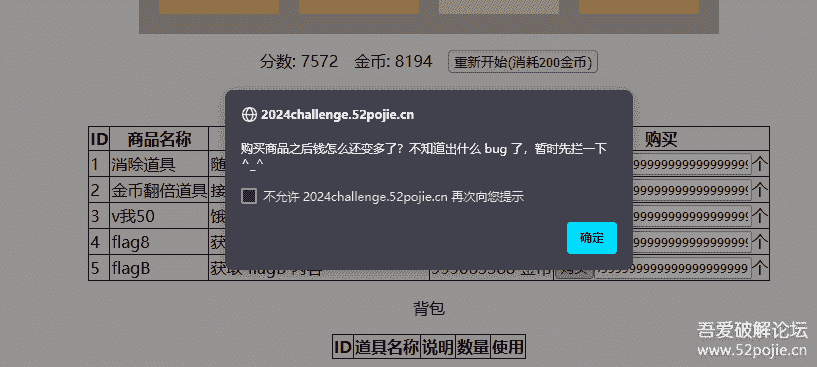 分数: 7572 金币: 8194 重新开始(消耗200金币)
2024challenge.52pojie.cn
购买商品之后钱怎么还变多了？不知道出什么 bug 了，暂时先拦一下
^_^
不允许 2024challenge.52pojie.cn 再次向您提示
确定
ID 商品名称 购买
1 消除道具 随 99999999999999999 个
2 金币翻倍道具 接 99999999999999999 个
3 v我50 饿 99999999999999999 个
4 flag8 获 99999999999999999 个
5 flagB 获取 flagB 内容 金币 购买 个
背包
ID 道具名称 说明 数量 使用
吾爱破解论坛
www.52pojie.cn